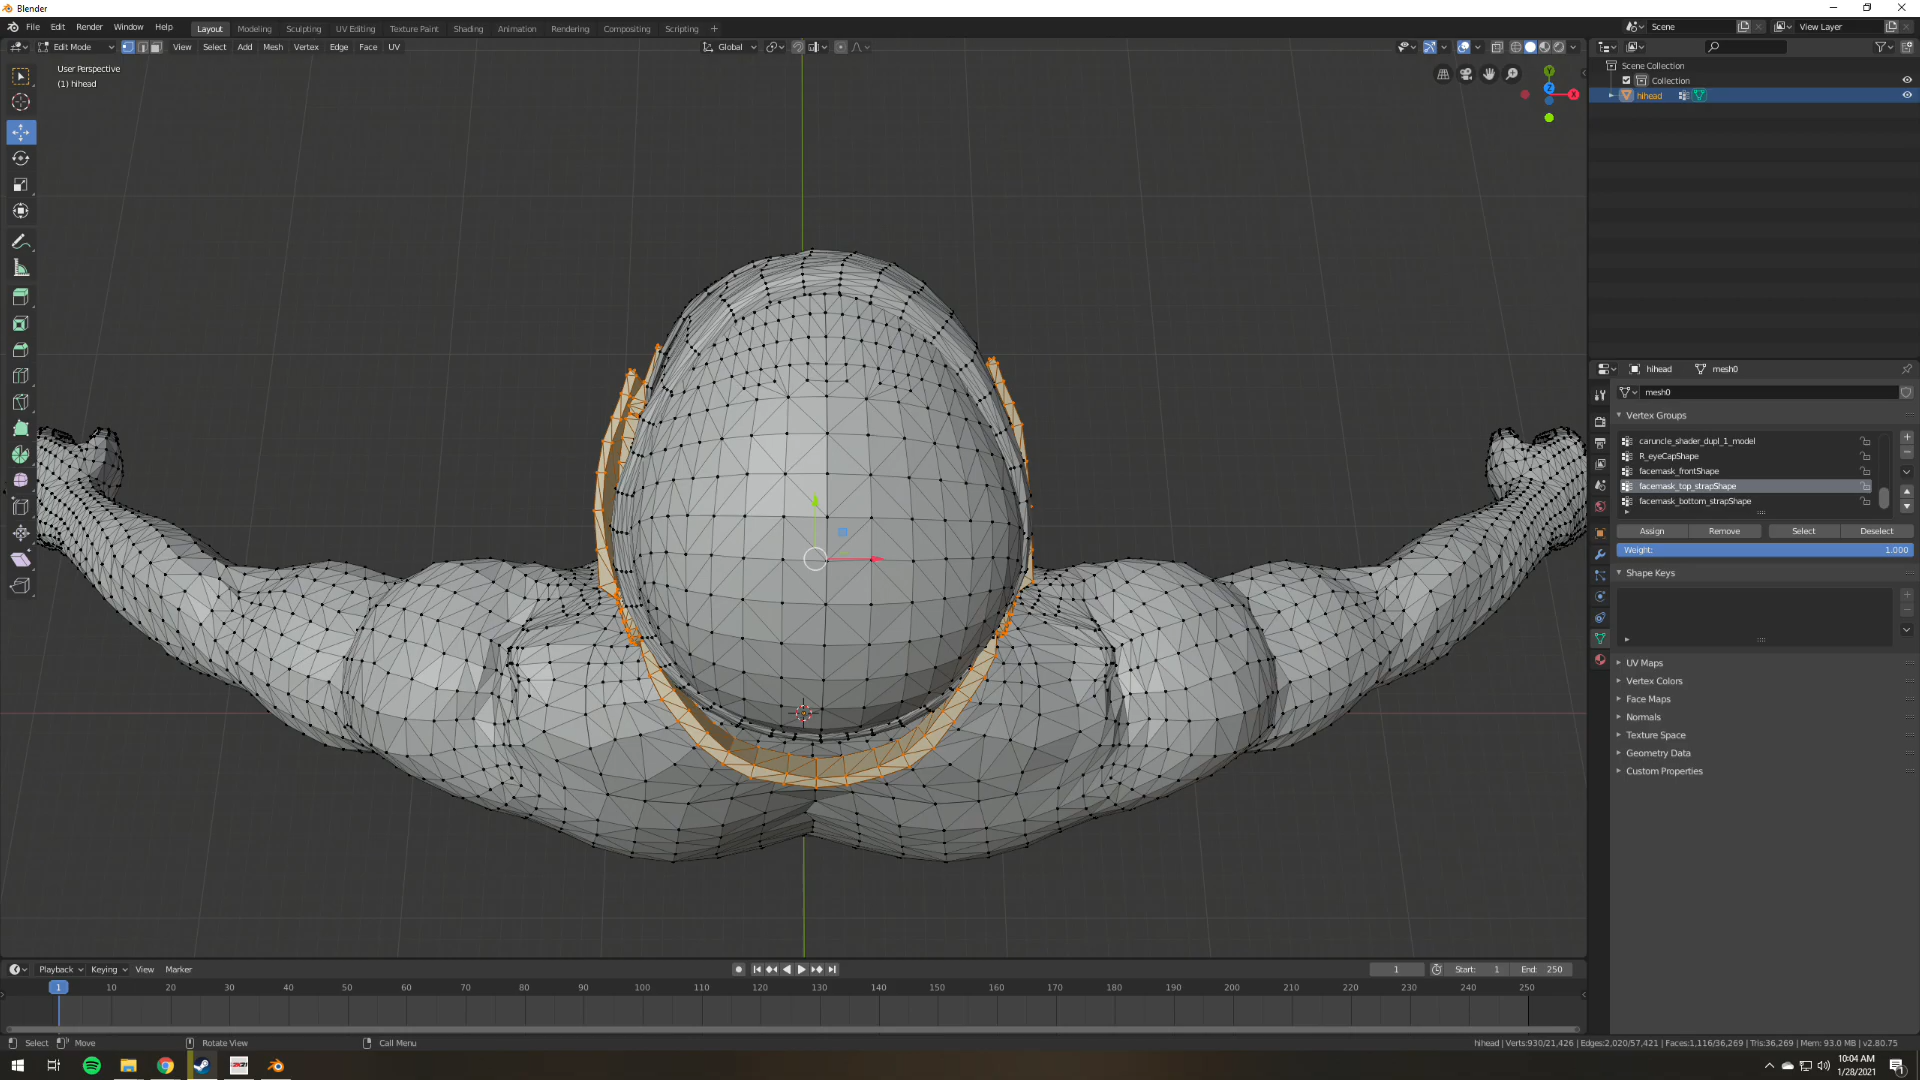 Blender
File Edit Render Window Help Layout Modeling Sculpting UV Editing Texture Paint Shading Animation Rendering Compositing Scripting + Scene View Layer
Edit Mode View Select Add Mesh Vertex Edge Face UV Global
User Perspective
(1) hihead
Y
Z
X
Scene Collection
Collection
hihead
hihead mesh0
mesh0
Vertex Groups
caruncle_shader_dupl_1_model
R_eyeCapShape
facemask_frontShape
facemask_top_strapShape
facemask_bottom_strapShape
Assign Remove Select Deselect
Weight: 1.000
Shape Keys
UV Maps
Vertex Colors
Face Maps
Normals
Texture Space
Geometry Data
Custom Properties
Playback Keying View Marker 1 Start: 1 End: 250
1 10 20 30 40 50 60 70 80 90 100 110 120 130 140 150 160 170 180 190 200 210 220 230 240 250
Select Move Rotate View Call Menu hihead | Verts:930/21,426 | Edges:2,020/57,421 | Faces:1,116/36,269 | Tris:36,269 | Mem: 93.0 MB | v2.80.75
10:04 AM
1/28/2021